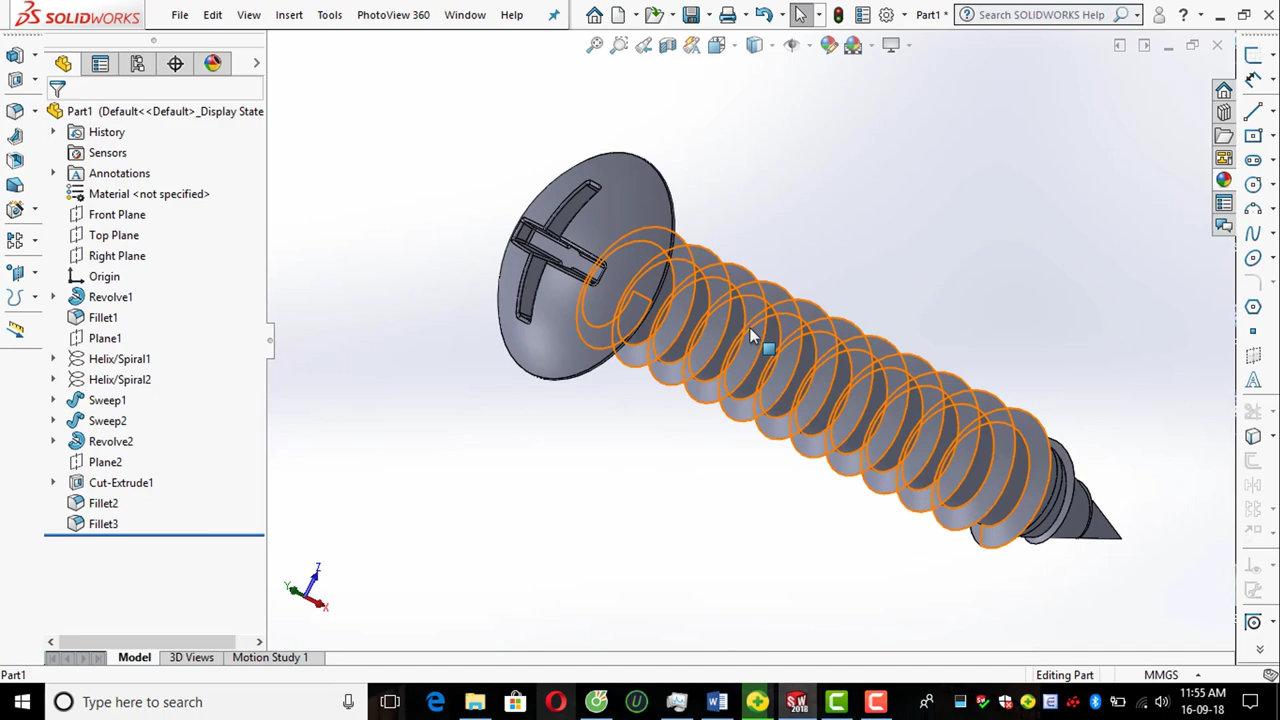 SOLIDWORKS
File Edit View Insert Tools PhotoView 360 Window Help
Part1 *
Search SOLIDWORKS Help
Part1 (Default<<Default>_Display State
History
Sensors
Annotations
Material <not specified>
Front Plane
Top Plane
Right Plane
Origin
Revolve1
Fillet1
Plane1
Helix/Spiral1
Helix/Spiral2
Sweep1
Sweep2
Revolve2
Plane2
Cut-Extrude1
Fillet2
Fillet3
Z
Y
X
Model 3D Views Motion Study 1
Part1
Editing Part
MMGS
Type here to search
SW
2018
11:55 AM
16-09-18